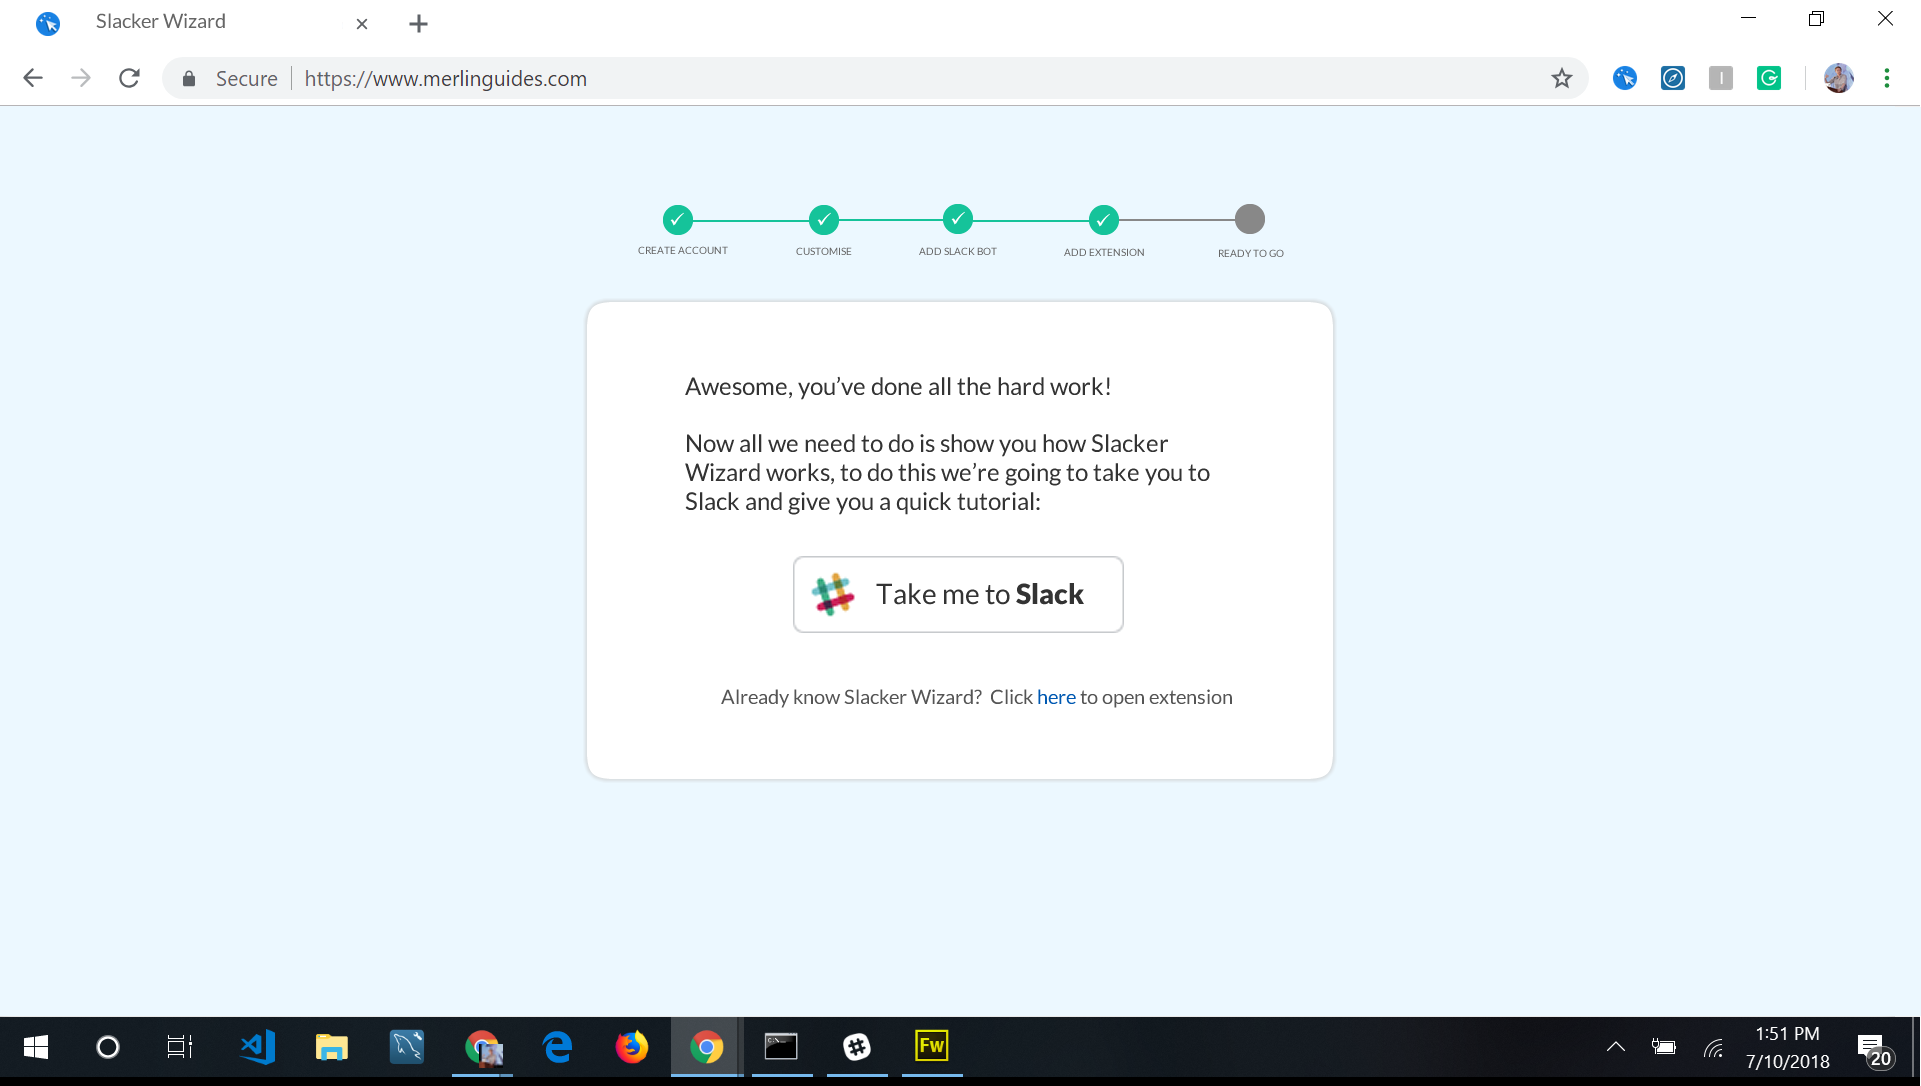 Slacker Wizard
Secure
https://www.merlinguides.com
CREATE ACCOUNT
CUSTOMISE
ADD SLACK BOT
ADD EXTENSION
READY TO GO
Awesome, you’ve done all the hard work!
Now all we need to do is show you how Slacker
Wizard works, to do this we’re going to take you to
Slack and give you a quick tutorial:
Take me to Slack
Already know Slacker Wizard? Click here to open extension
Fw
1:51 PM
7/10/2018
20